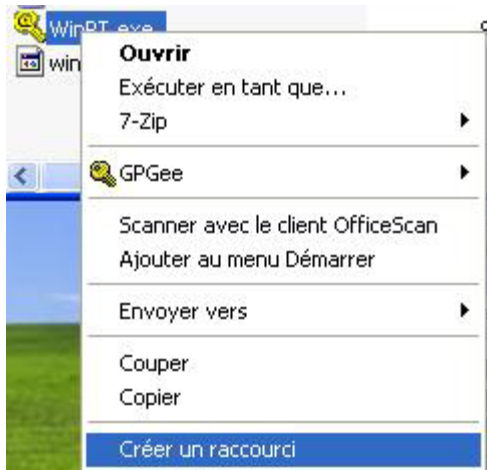 WinPT.exe
win
Ouvrir
Exécuter en tant que...
7-Zip
GPGee
Scanner avec le client OfficeScan
Ajouter au menu Démarrer
Envoyer vers
Couper
Copier
Créer un raccourci